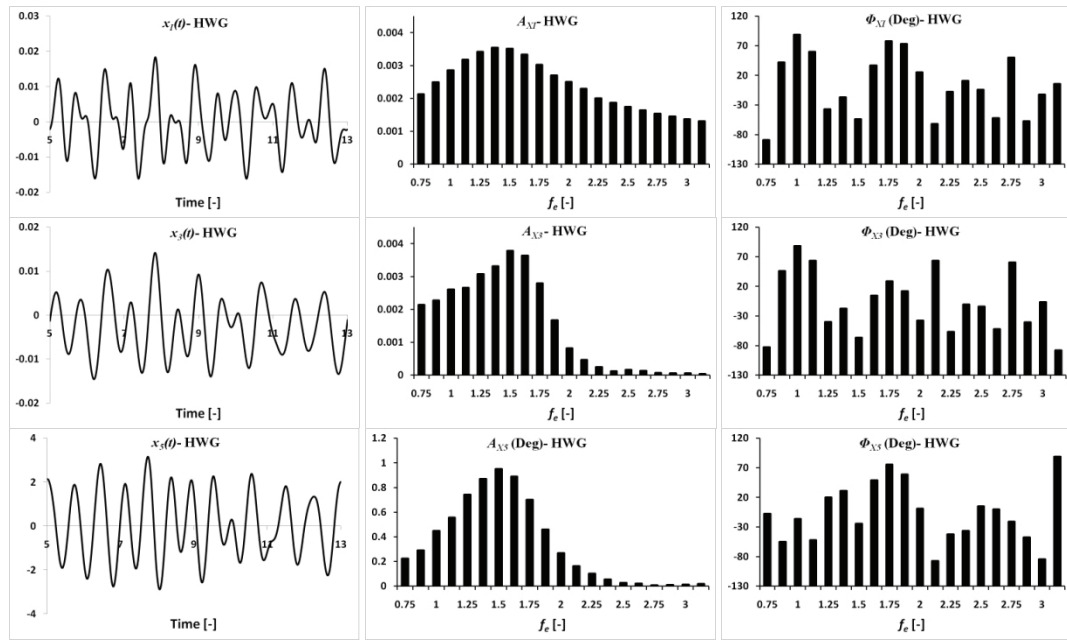 x1(t)- HWG
0.03
0.02
0.01
0
-0.01
-0.02
5 7 9 11 13
Time [-]
AX1- HWG
0.005
0.004
0.003
0.002
0.001
0
0.75 1 1.25 1.5 1.75 2 2.25 2.5 2.75 3
fe [-]
ΦX1 (Deg)- HWG
120
70
20
-30
-80
-130
0.75 1 1.25 1.5 1.75 2 2.25 2.5 2.75 3
fe [-]
x3(t)- HWG
0.02
0.01
0
-0.01
-0.02
5 7 9 11 13
Time [-]
AX3- HWG
0.004
0.003
0.002
0.001
0
0.75 1 1.25 1.5 1.75 2 2.25 2.5 2.75 3
fe [-]
ΦX3 (Deg)- HWG
120
70
20
-30
-80
-130
0.75 1 1.25 1.5 1.75 2 2.25 2.5 2.75 3
fe [-]
x5(t)- HWG
4
2
0
-2
-4
5 7 9 11 13
Time [-]
AX5 (Deg)- HWG
1.2
1
0.8
0.6
0.4
0.2
0
0.75 1 1.25 1.5 1.75 2 2.25 2.5 2.75 3
fe [-]
ΦX5 (Deg)- HWG
120
70
20
-30
-80
-130
0.75 1 1.25 1.5 1.75 2 2.25 2.5 2.75 3
fe [-]